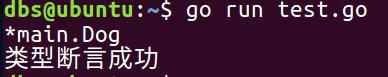 dbs@ubuntu:~$ go run test.go
*main.Dog
类型断言成功